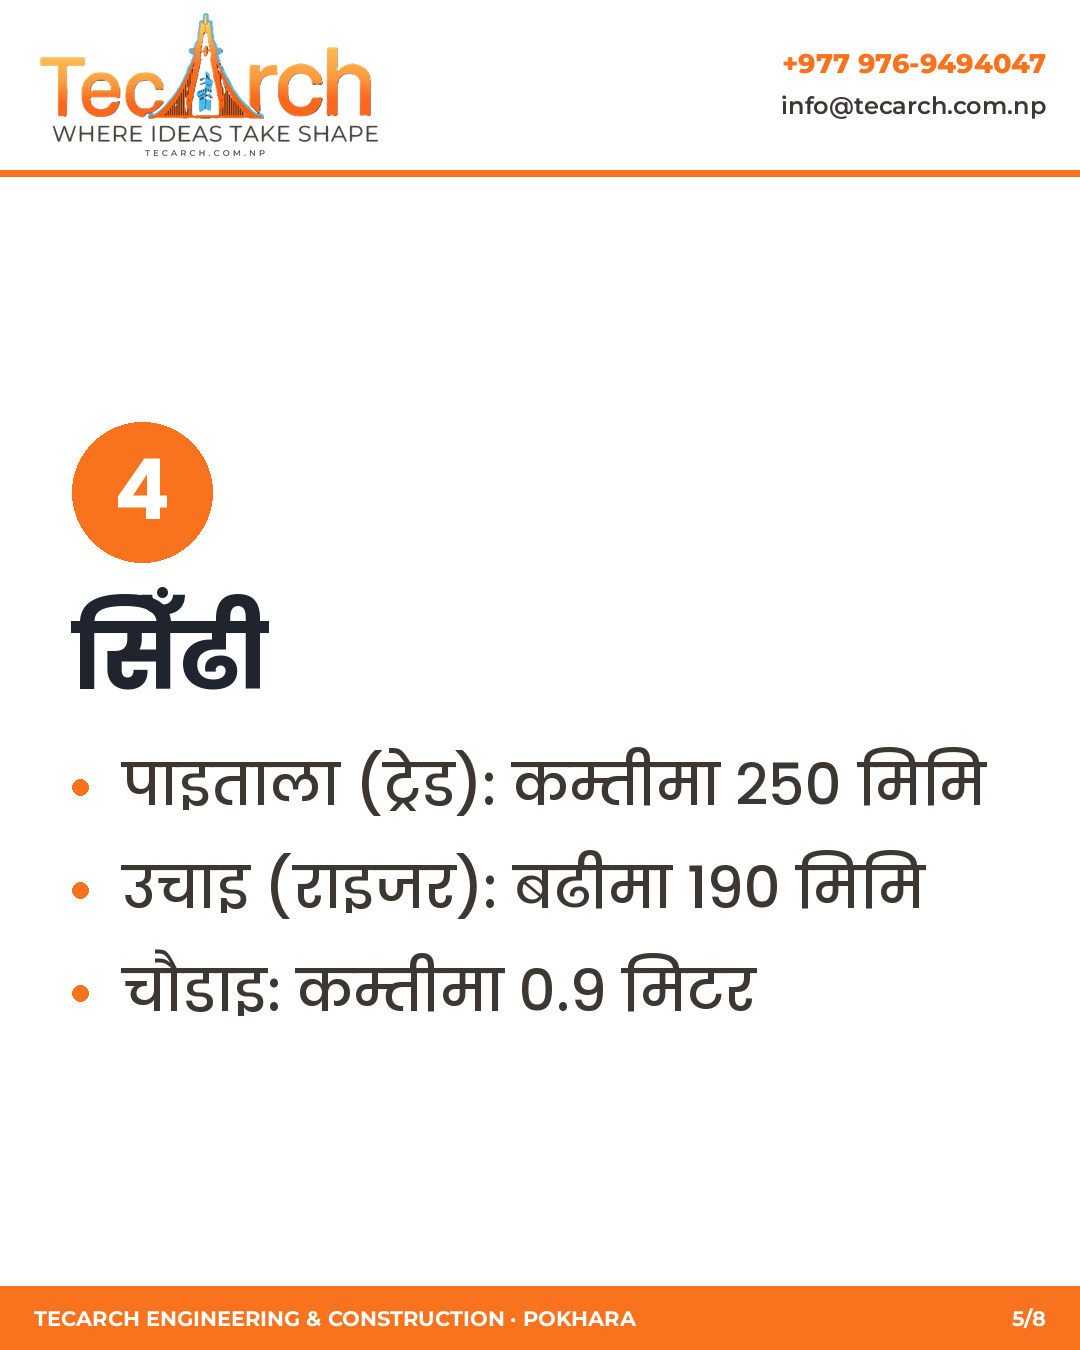 TecArch
WHERE IDEAS TAKE SHAPE
TECARCH.COM.NP
+977 976-9494047
info@tecarch.com.np
4
सिँढी
• पाइताला (ट्रेड): कम्तीमा 250 मिमि
• उचाइ (राइजर): बढीमा 190 मिमि
• चौडाइ: कम्तीमा 0.9 मिटर
TECARCH ENGINEERING & CONSTRUCTION · POKHARA
5/8